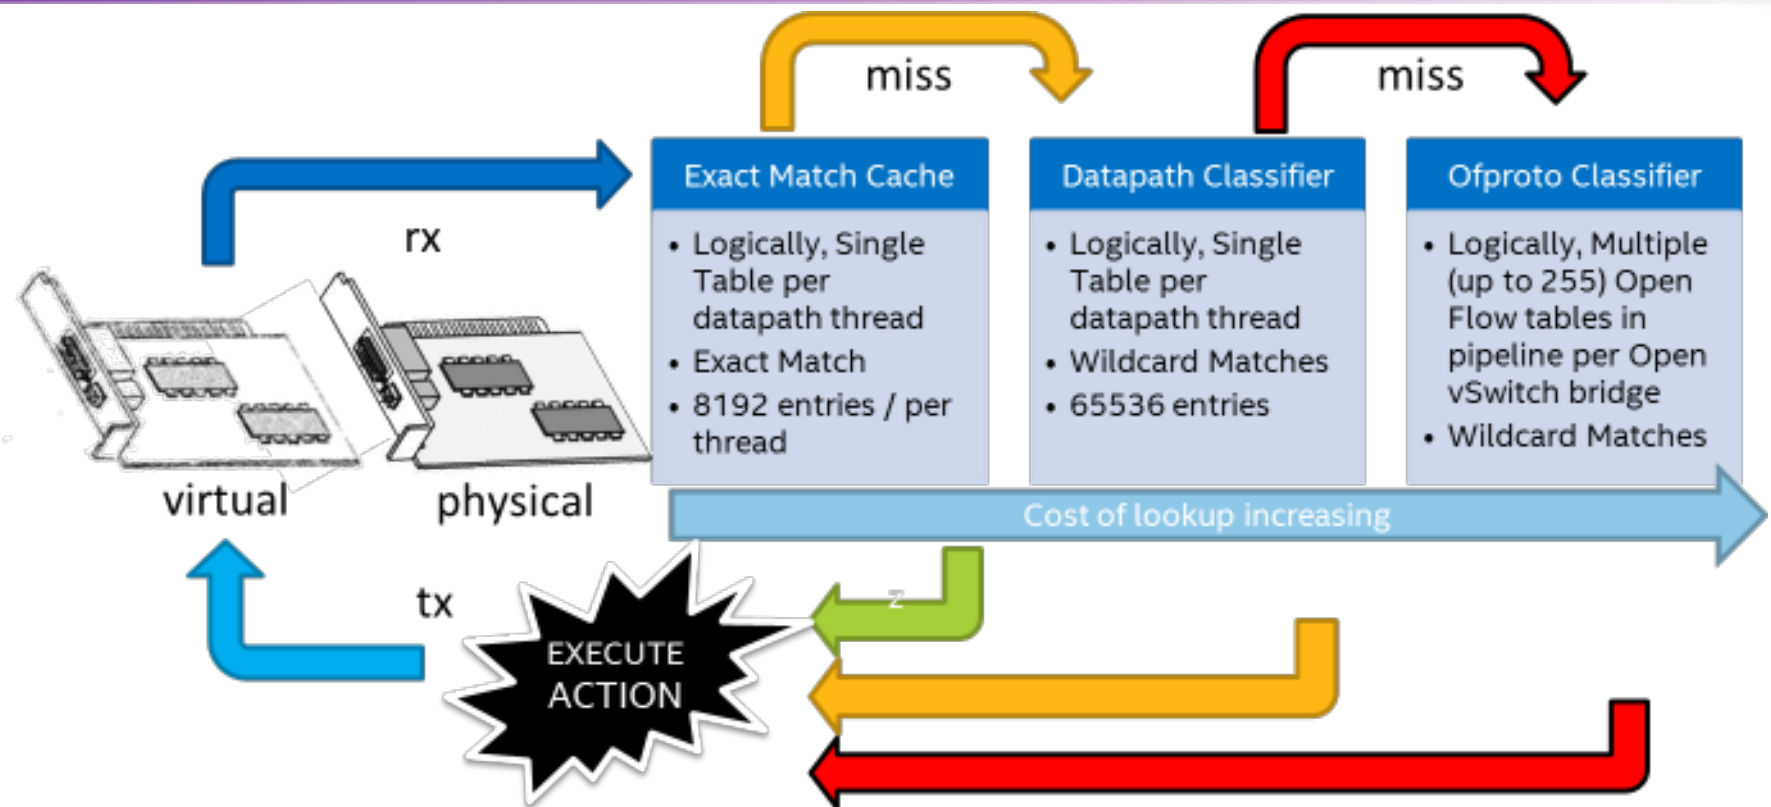 miss
miss
Exact Match Cache
• Logically, Single
Table per
datapath thread
• Exact Match
• 8192 entries / per
thread
Datapath Classifier
• Logically, Single
Table per
datapath thread
• Wildcard Matches
• 65536 entries
Ofproto Classifier
• Logically, Multiple
(up to 255) Open
Flow tables in
pipeline per Open
vSwitch bridge
• Wildcard Matches
rx
virtual
physical
Cost of lookup increasing
tx
EXECUTE
ACTION